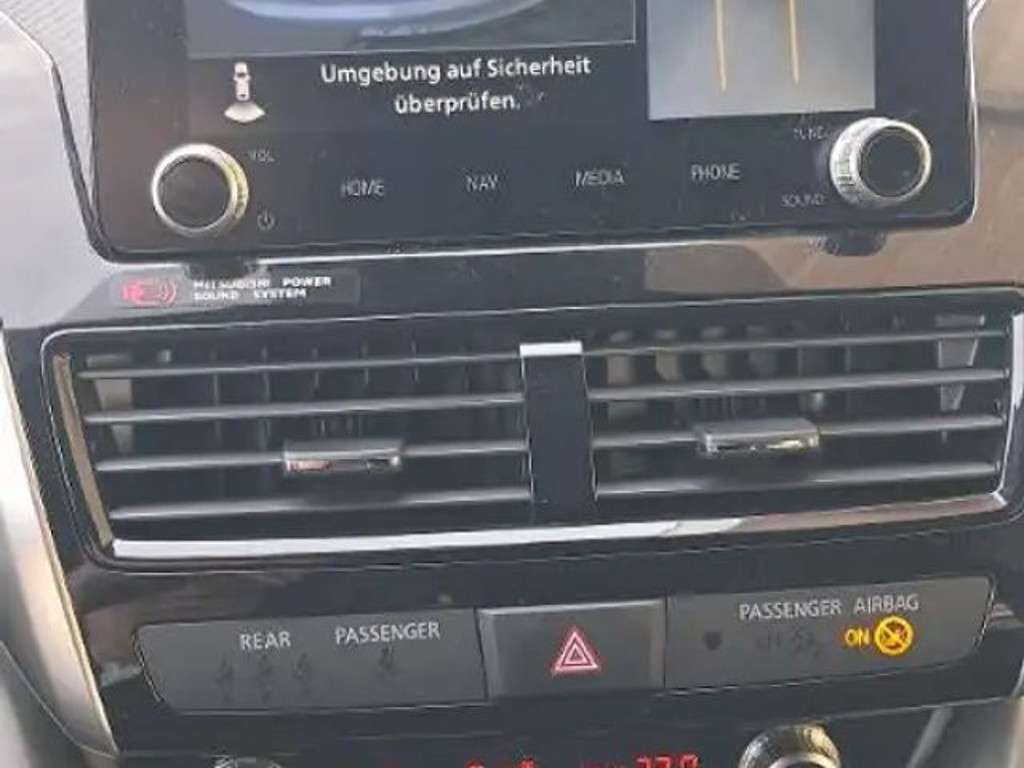 Umgebung auf Sicherheit
überprüfen.
VOL
TUNE
HOME NAV MEDIA PHONE
SOUND
MITSUBISHI POWER
SOUND SYSTEM
PASSENGER AIRBAG
REAR PASSENGER
ON